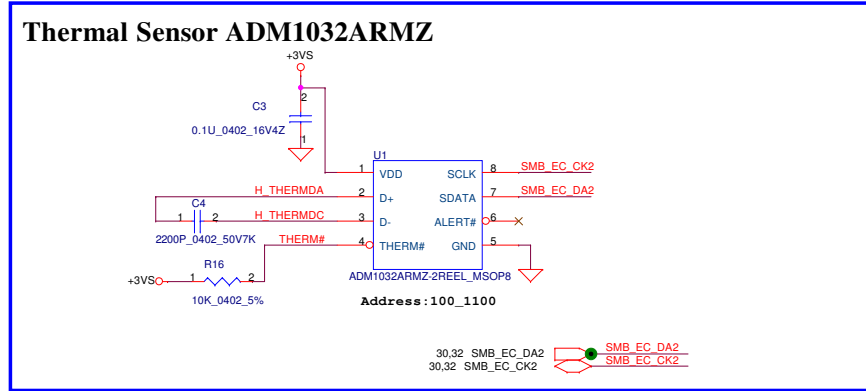 Thermal Sensor ADM1032ARMZ
+3VS
2
C3
0.1U_0402_16V4Z
1
U1
1 VDD SCLK 8 SMB_EC_CK2
H_THERMDA 2 D+ SDATA 7 SMB_EC_DA2
C4
1 2 H_THERMDC 3 D- ALERT# 6
2200P_0402_50V7K THERM# 4 THERM# GND 5
R16
+3VS 1 2
10K_0402_5%
ADM1032ARMZ-2REEL_MSOP8
Address:100_1100
30,32 SMB_EC_DA2 SMB_EC_DA2
30,32 SMB_EC_CK2 SMB_EC_CK2